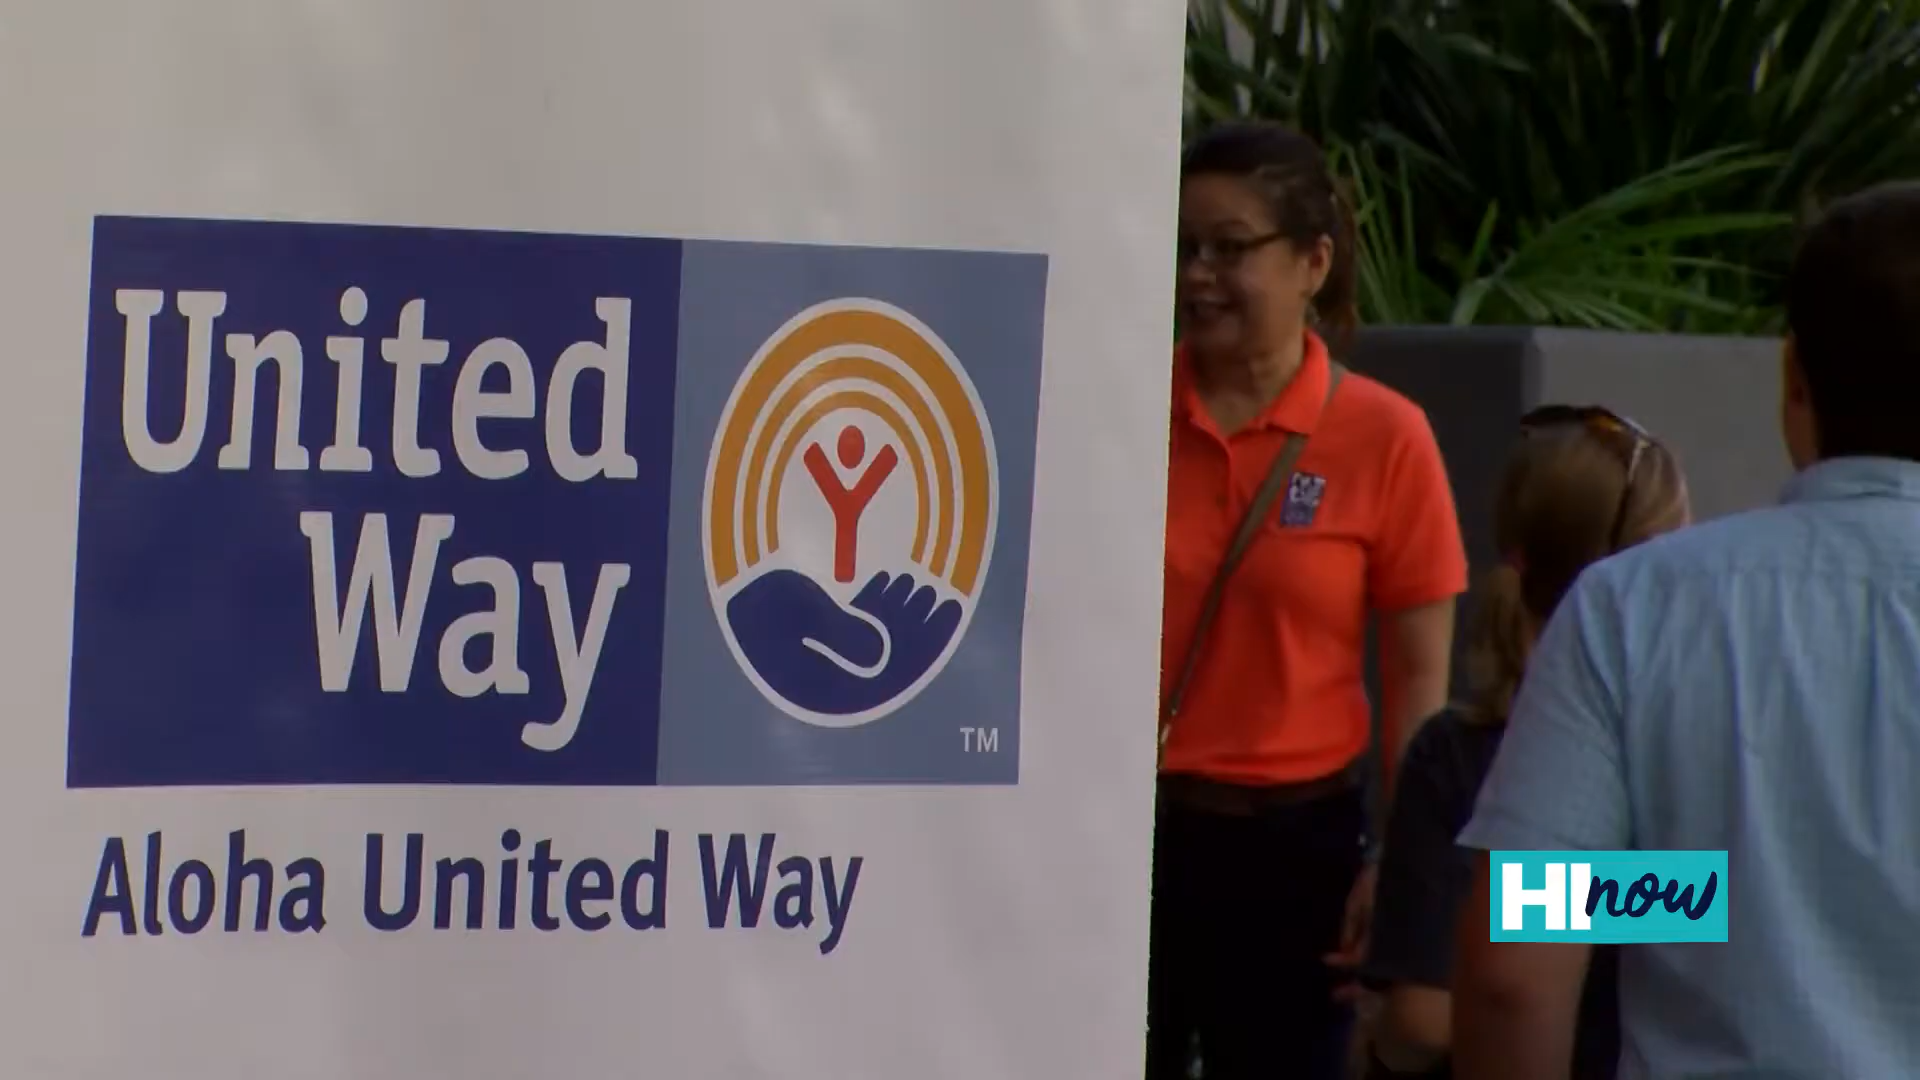 United
Way
TM
Aloha United Way
HI now